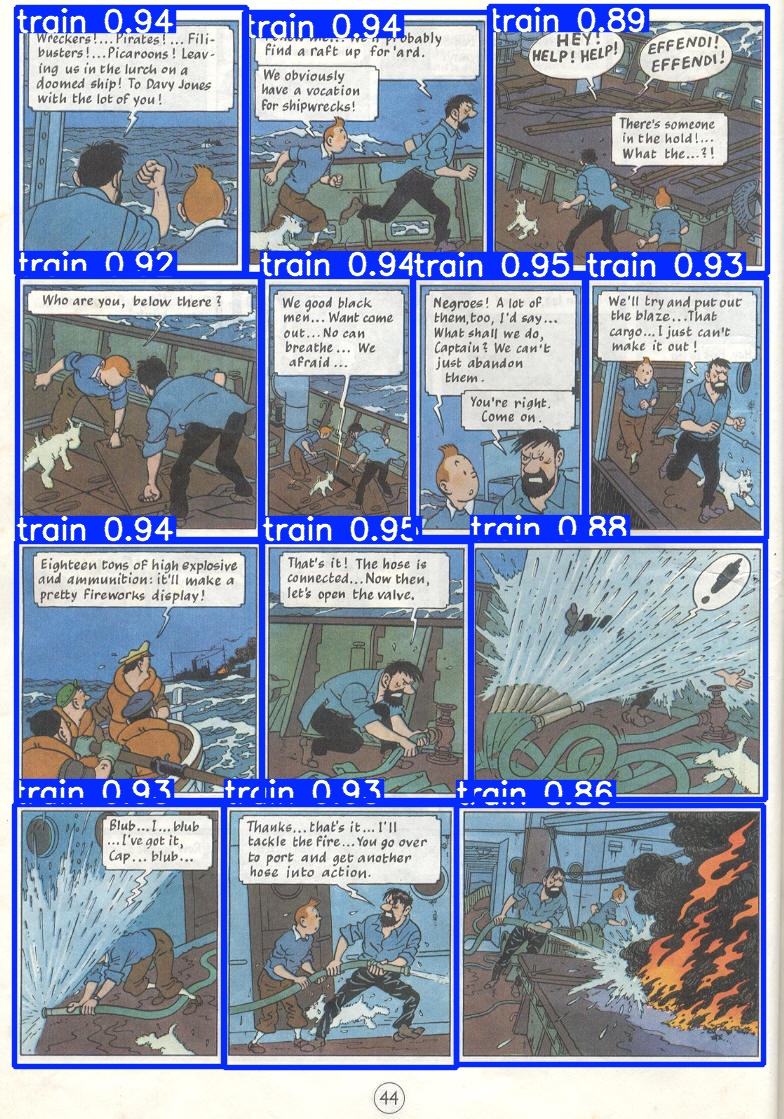 train 0.94
Wreckers!... Pirates!... Fili-
busters!... Picaroons! Leav-
ing us in the lurch on a
doomed ship! To Davy Jones
with the lot of you!
train 0.94
probably
find a raft up for'ard.
We obviously
have a vocation
for shipwrecks!
train 0.89
HEY!
HELP! HELP!
EFFENDI!
EFFENDI!
There's someone
in the hold!...
What the...?!
train 0.92
Who are you, below there?
train 0.94
We good black
men... Want come
out... No can
breathe... We
afraid...
train 0.95
Negroes! A lot of
them, too, I'd say...
What shall we do,
Captain? We can't
just abandon
them.
You're right.
Come on.
train 0.93
We'll try and put out
the blaze... That
cargo... I just can't
make it out!
train 0.94
Eighteen tons of high explosive
and ammunition: it'll make a
pretty fireworks display!
train 0.95
That's it! The hose is
connected... Now then,
let's open the valve.
train 0.88
!
train 0.93
Blub... I... blub
... I've got it,
Cap... blub...
train 0.93
Thanks... that's it... I'll
tackle the fire... You go over
to port and get another
hose into action.
train 0.86
44